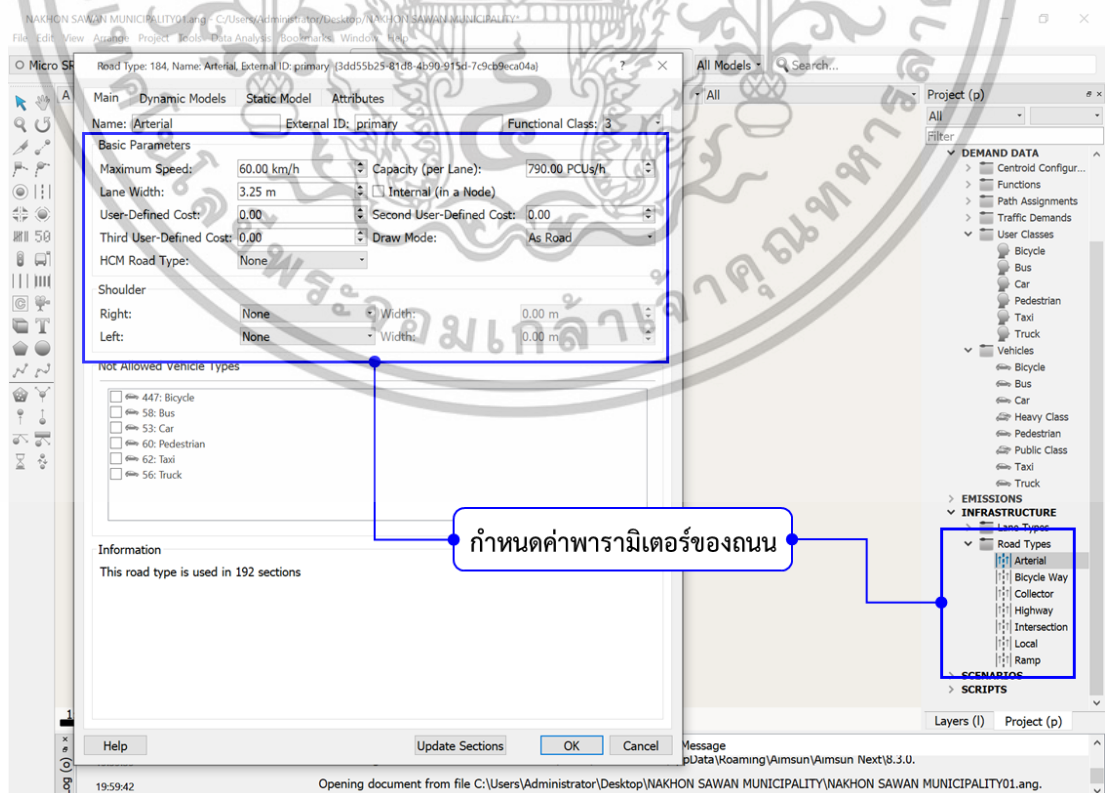 NAKHON SAWAN MUNICIPALITY01.ang - C:/Users/Administrator/Desktop/NAKHON SAWAN MUNICIPALITY*
File Edit View Arrange Project Tools Data Analysis Bookmarks Window Help
Micro SR
Road Type: 184, Name: Arterial, External ID: primary {3dd55b25-81d8-4b90-915d-7c9cb9eca04a} ? ×
All Models Search...
Main Dynamic Models Static Model Attributes
All
Project (p)
Name: Arterial External ID: primary Functional Class: 3
All
Filter
Basic Parameters
Maximum Speed: 60.00 km/h Capacity (per Lane): 790.00 PCUs/h
Lane Width: 3.25 m Internal (in a Node)
User-Defined Cost: 0.00 Second User-Defined Cost: 0.00
Third User-Defined Cost: 0.00 Draw Mode: As Road
HCM Road Type: None
Shoulder
Right: None Width: 0.00 m
Left: None Width: 0.00 m
Not Allowed Vehicle Types
447: Bicycle
58: Bus
53: Car
60: Pedestrian
62: Taxi
56: Truck
Information
This road type is used in 192 sections
กำหนดค่าพารามิเตอร์ของถนน
DEMAND DATA
Centroid Configur...
Functions
Path Assignments
Traffic Demands
User Classes
Bicycle
Bus
Car
Pedestrian
Taxi
Truck
Vehicles
Bicycle
Bus
Car
Heavy Class
Pedestrian
Public Class
Taxi
Truck
EMISSIONS
INFRASTRUCTURE
Lane Types
Road Types
Arterial
Bicycle Way
Collector
Highway
Intersection
Local
Ramp
SCENARIOS
SCRIPTS
Layers (l) Project (p)
Help Update Sections OK Cancel
Message
pData\Roaming\Aimsun\Aimsun Next\8.3.0.
19:59:42 Opening document from file C:\Users\Administrator\Desktop\NAKHON SAWAN MUNICIPALITY\NAKHON SAWAN MUNICIPALITY01.ang.